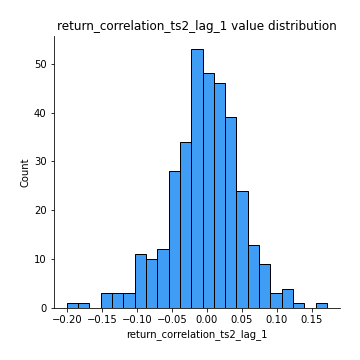 return_correlation_ts2_lag_1 value distribution
Count
50
40
30
20
10
0
−0.20 −0.15 −0.10 −0.05 0.00 0.05 0.10 0.15
return_correlation_ts2_lag_1